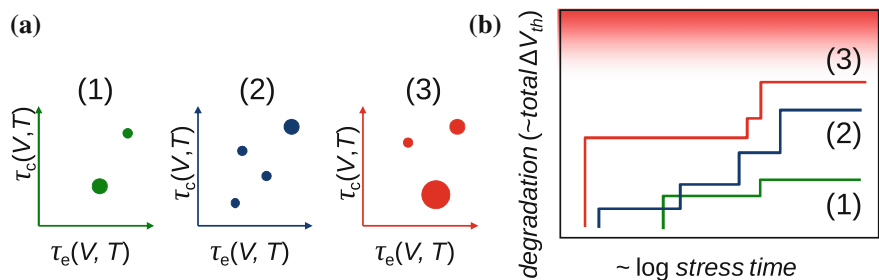 (a)
(1)
τc(V, T)
τe(V, T)
(2)
τc(V, T)
τe(V, T)
(3)
τc(V, T)
τe(V, T)
(b)
degradation (~total ΔVth)
(3)
(2)
(1)
~ log stress time